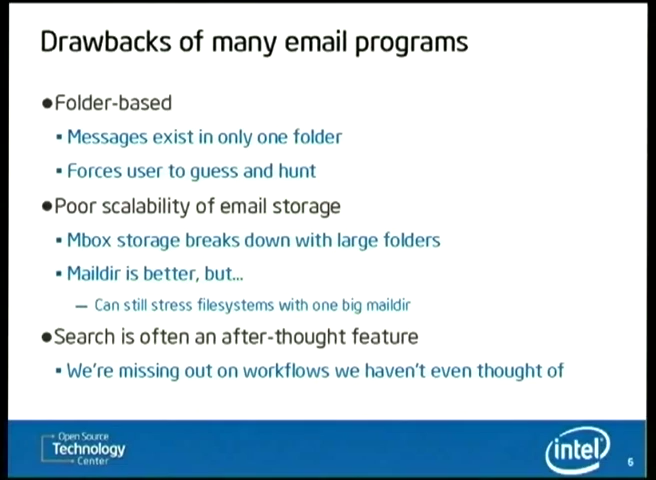 Drawbacks of many email programs
●Folder-based
▪ Messages exist in only one folder
▪ Forces user to guess and hunt
●Poor scalability of email storage
▪ Mbox storage breaks down with large folders
▪ Maildir is better, but...
— Can still stress filesystems with one big maildir
●Search is often an after-thought feature
▪ We're missing out on workflows we haven't even thought of
Open Source
Technology
Center
intel
6